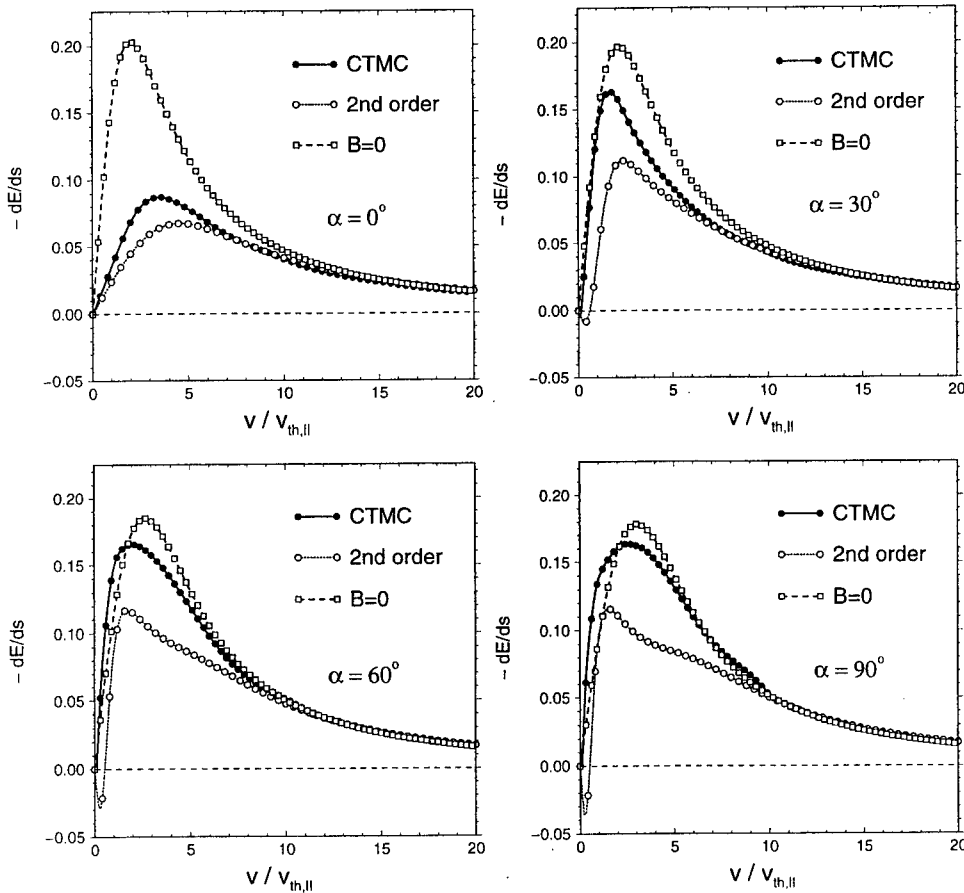 0.20
0.15
0.10
0.05
0.00
−0.05
− dE/ds
CTMC
2nd order
B=0
α = 0°
0 5 10 15 20
v / v_th,II
0.20
0.15
0.10
0.05
0.00
−0.05
− dE/ds
CTMC
2nd order
B=0
α = 30°
0 5 10 15 20
v / v_th,II
0.20
0.15
0.10
0.05
0.00
−0.05
− dE/ds
CTMC
2nd order
B=0
α = 60°
0 5 10 15 20
v / v_th,II
0.20
0.15
0.10
0.05
0.00
−0.05
− dE/ds
CTMC
2nd order
B=0
α = 90°
0 5 10 15 20
v / v_th,II